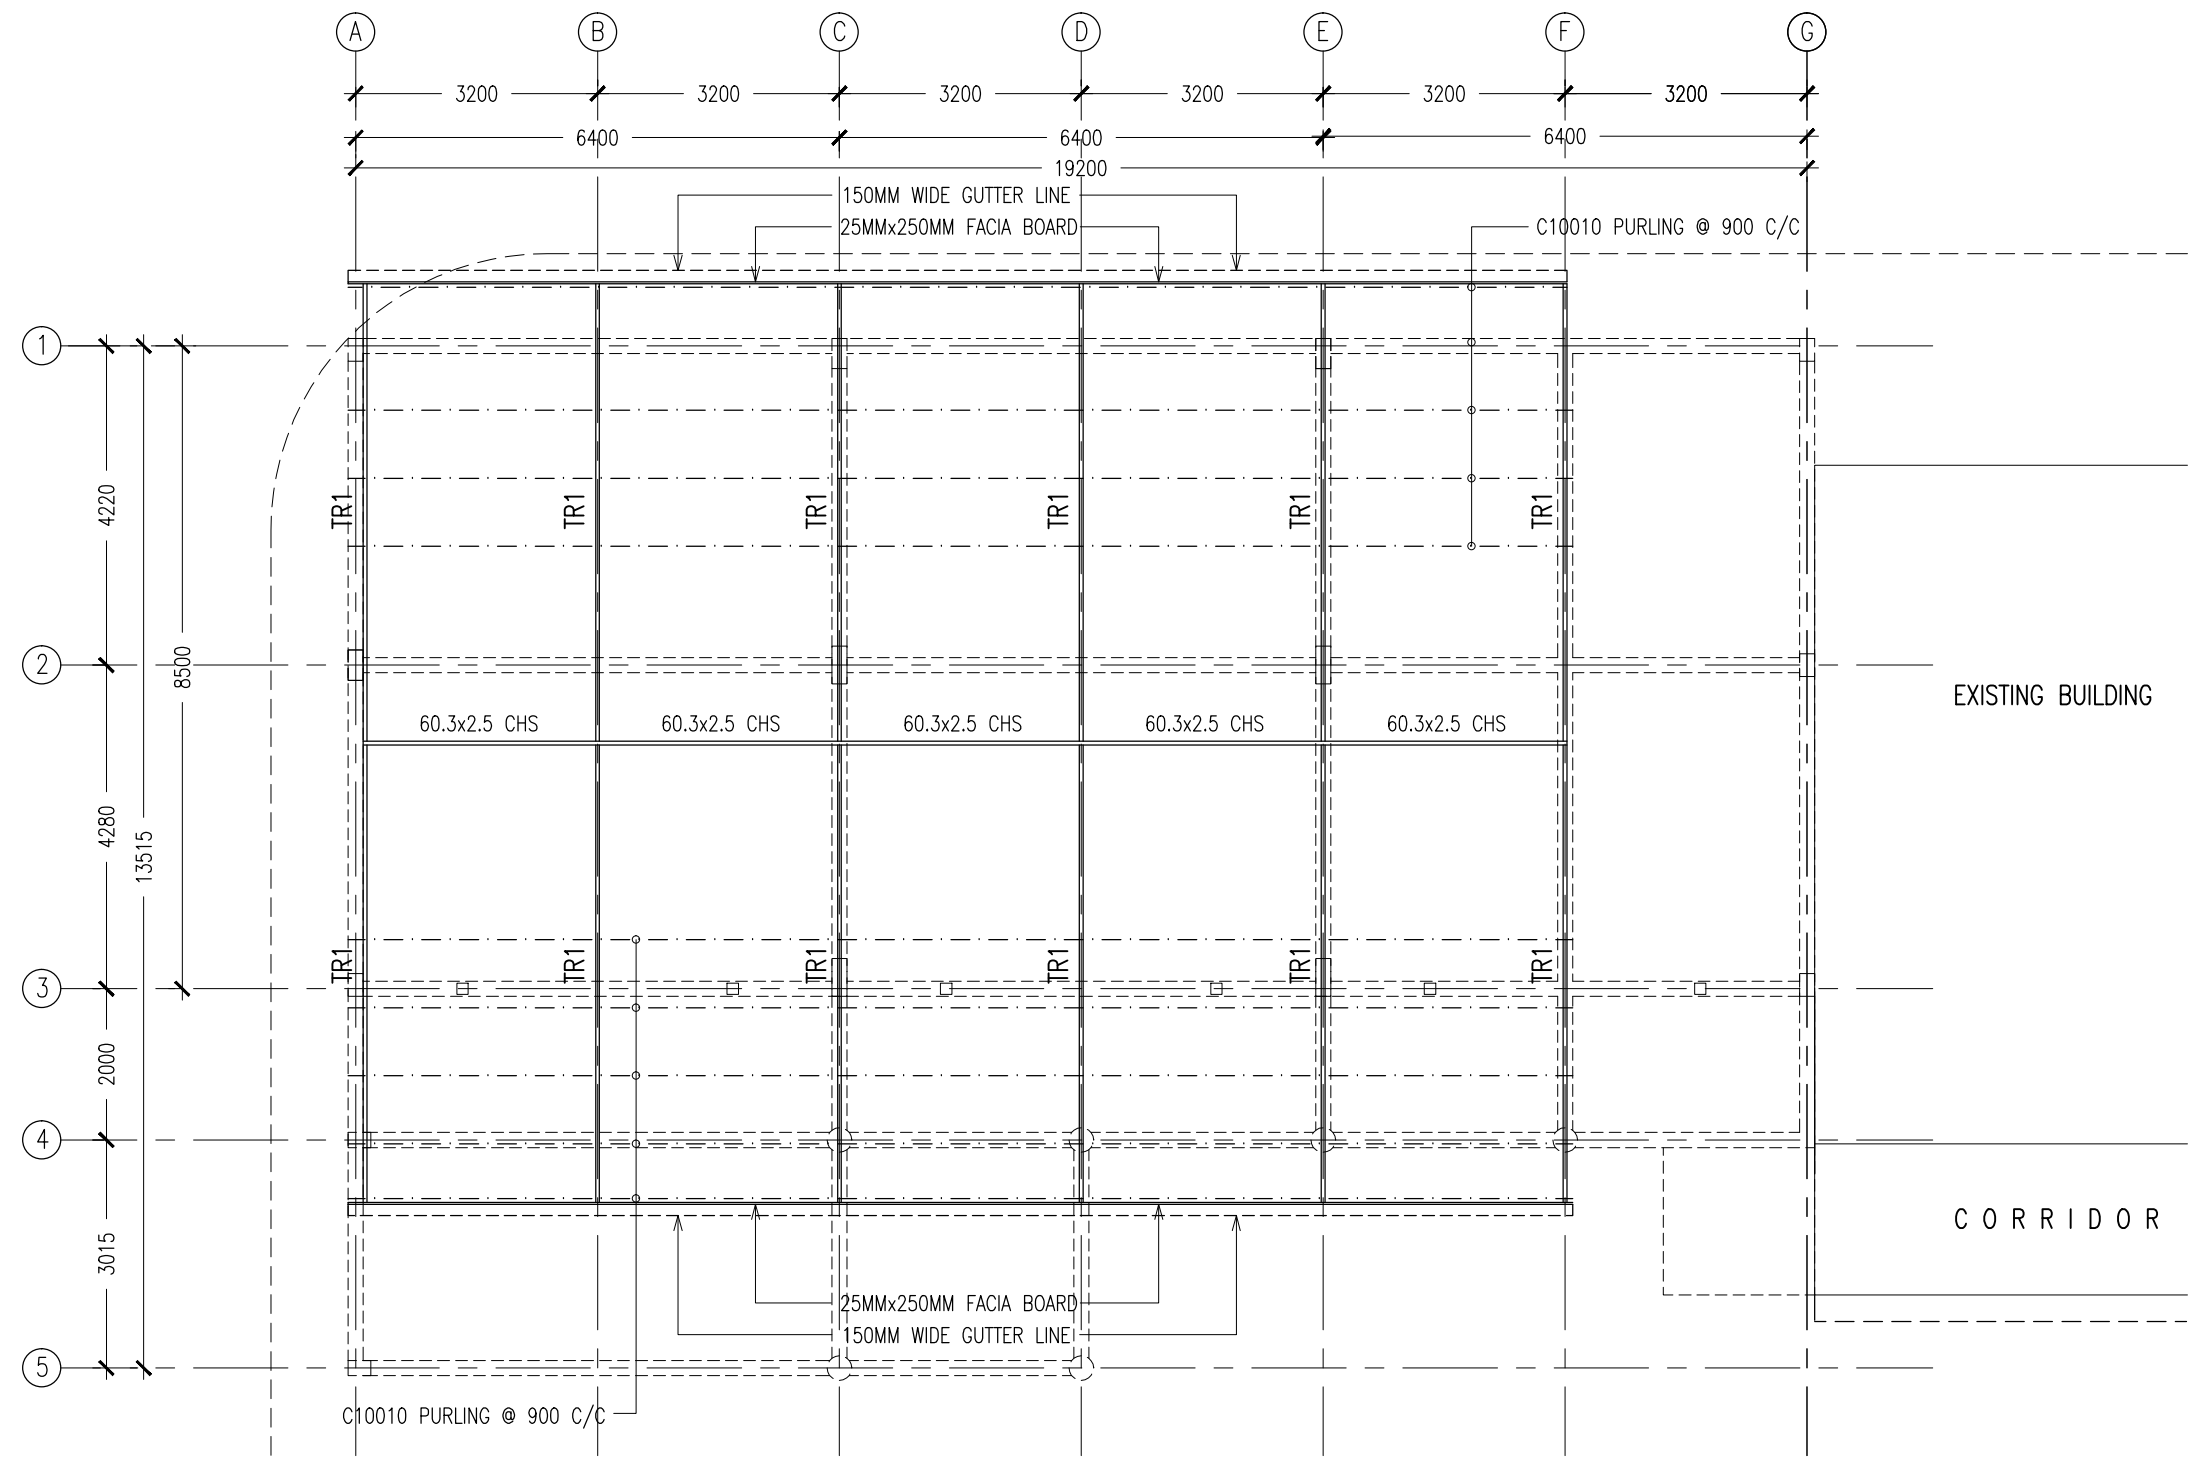 A B C D E F G
3200 3200 3200 3200 3200 3200
6400 6400 6400
19200
150MM WIDE GUTTER LINE
25MMx250MM FACIA BOARD
C10010 PURLING @ 900 C/C
1
4220
TR1 TR1 TR1 TR1 TR1 TR1
2
8500
EXISTING BUILDING
60.3x2.5 CHS 60.3x2.5 CHS 60.3x2.5 CHS 60.3x2.5 CHS 60.3x2.5 CHS
4280
13515
TR1 TR1 TR1 TR1 TR1 TR1
3
2000
4
CORRIDOR
3015
25MMx250MM FACIA BOARD
150MM WIDE GUTTER LINE
5
C10010 PURLING @ 900 C/C